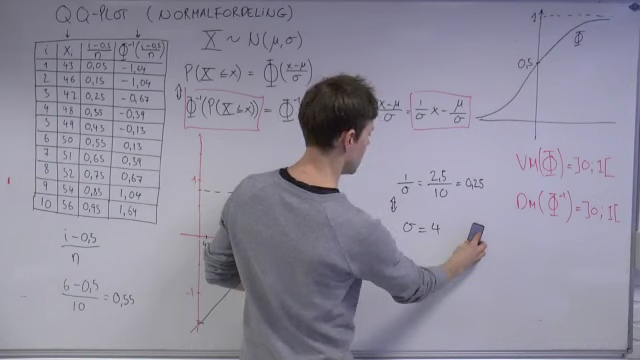 QQ-PLOT (NORMALFORDELING)
X ~ N(μ,σ)
P(X≤x) = Φ((x-μ)/σ)
Φ⁻¹(P(X≤x)) = Φ⁻¹
x-μ/σ = 1/σ x - μ/σ
i | xᵢ | (i-0,5)/n | Φ⁻¹((i-0,5)/n)
1 | 43 | 0,05 | -1,64
2 | 46 | 0,15 | -1,04
3 | 47 | 0,25 | -0,67
4 | 48 | 0,35 | -0,39
5 | 49 | 0,45 | -0,13
6 | 50 | 0,55 | 0,13
7 | 51 | 0,65 | 0,39
8 | 52 | 0,75 | 0,67
9 | 54 | 0,85 | 1,04
10 | 56 | 0,95 | 1,64
(i-0,5)/n
(6-0,5)/10 = 0,55
1
-1
1/σ = 2,5/10 = 0,25
⇕
σ = 4
1
0,5
Φ
Vm(Φ) = ]0;1[
Dm(Φ⁻¹) = ]0;1[